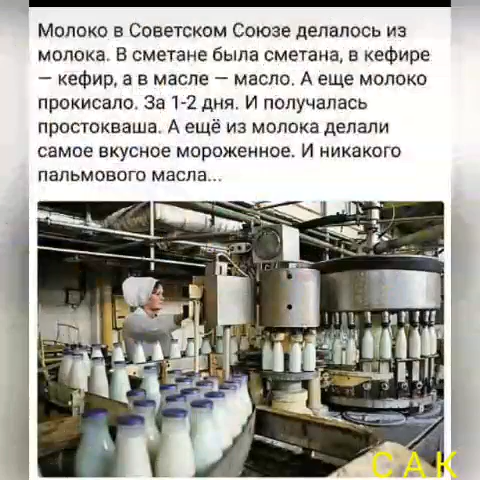 Молоко в Советском Союзе делалось из
молока. В сметане была сметана, в кефире
— кефир, а в масле — масло. А еще молоко
прокисало. За 1-2 дня. И получалась
простокваша. А ещё из молока делали
самое вкусное мороженное. И никакого
пальмового масла...
С А К